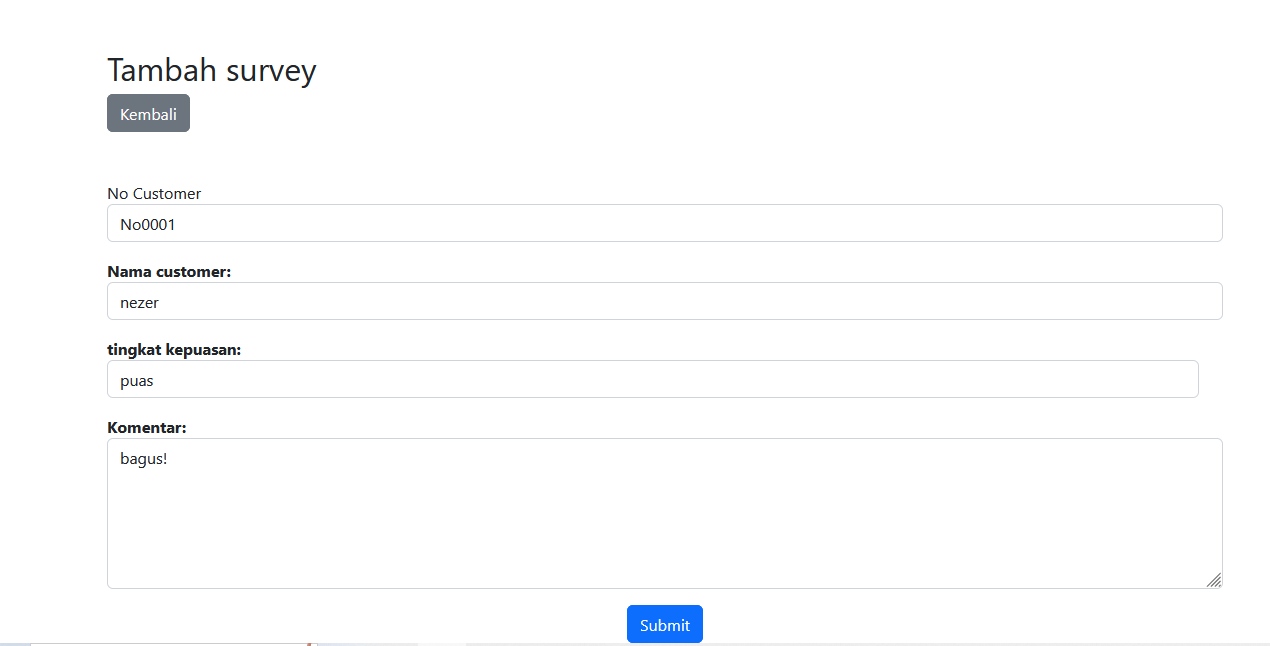 Tambah survey
Kembali
No Customer
No0001
Nama customer:
nezer
tingkat kepuasan:
puas
Komentar:
bagus!
Submit